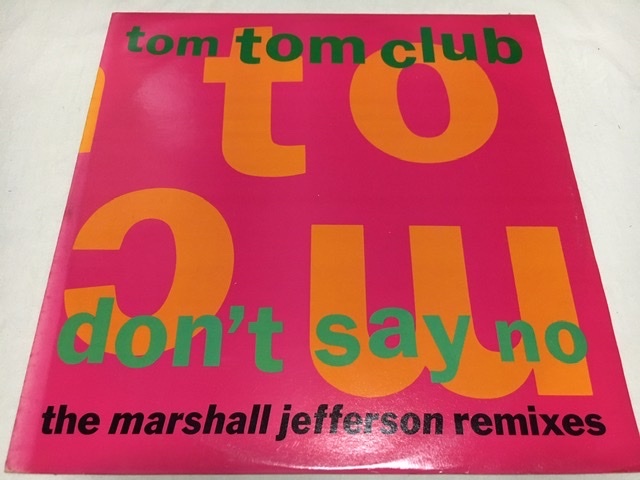 tom tom club
to
don't say no
the marshall jefferson remixes